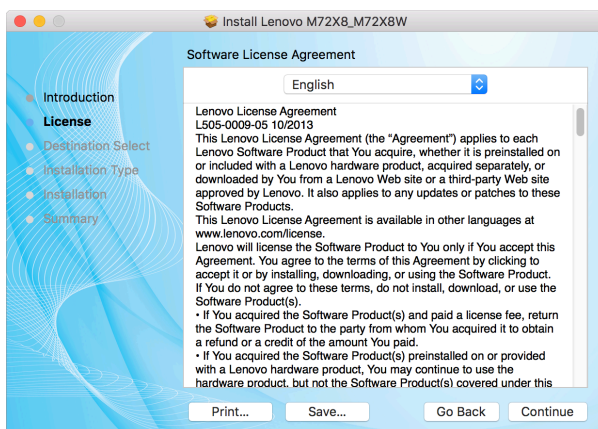 Install Lenovo M72X8_M72X8W
Software License Agreement
Introduction
License
Destination Select
Installation Type
Installation
Summary
English
Lenovo License Agreement
L505-0009-05 10/2013
This Lenovo License Agreement (the “Agreement”) applies to each
Lenovo Software Product that You acquire, whether it is preinstalled on
or included with a Lenovo hardware product, acquired separately, or
downloaded by You from a Lenovo Web site or a third-party Web site
approved by Lenovo. It also applies to any updates or patches to these
Software Products.
This Lenovo License Agreement is available in other languages at
www.lenovo.com/license.
Lenovo will license the Software Product to You only if You accept this
Agreement. You agree to the terms of this Agreement by clicking to
accept it or by installing, downloading, or using the Software Product.
If You do not agree to these terms, do not install, download, or use the
Software Product(s).
• If You acquired the Software Product(s) and paid a license fee, return
the Software Product to the party from whom You acquired it to obtain
a refund or a credit of the amount You paid.
• If You acquired the Software Product(s) preinstalled on or provided
with a Lenovo hardware product, You may continue to use the
hardware product, but not the Software Product(s) covered under this
Print...
Save...
Go Back
Continue